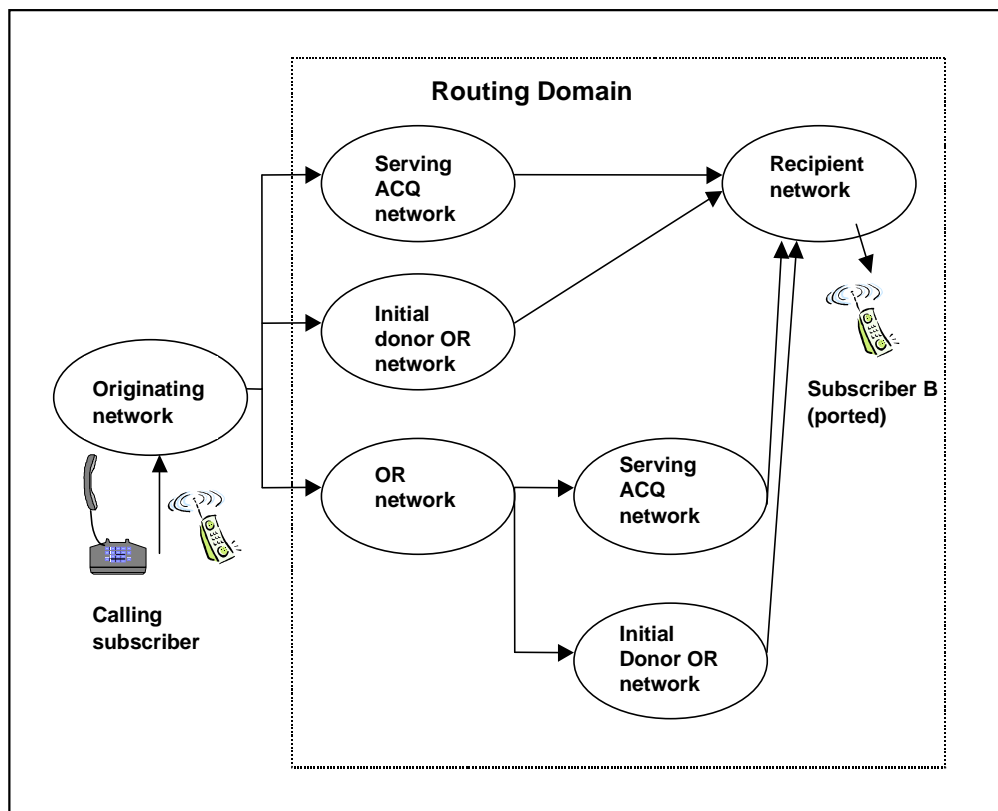 Routing Domain
Serving
ACQ
network
Recipient
network
Initial
donor OR
network
Originating
network
Subscriber B
(ported)
OR
network
Serving
ACQ
network
Calling
subscriber
Initial
Donor OR
network